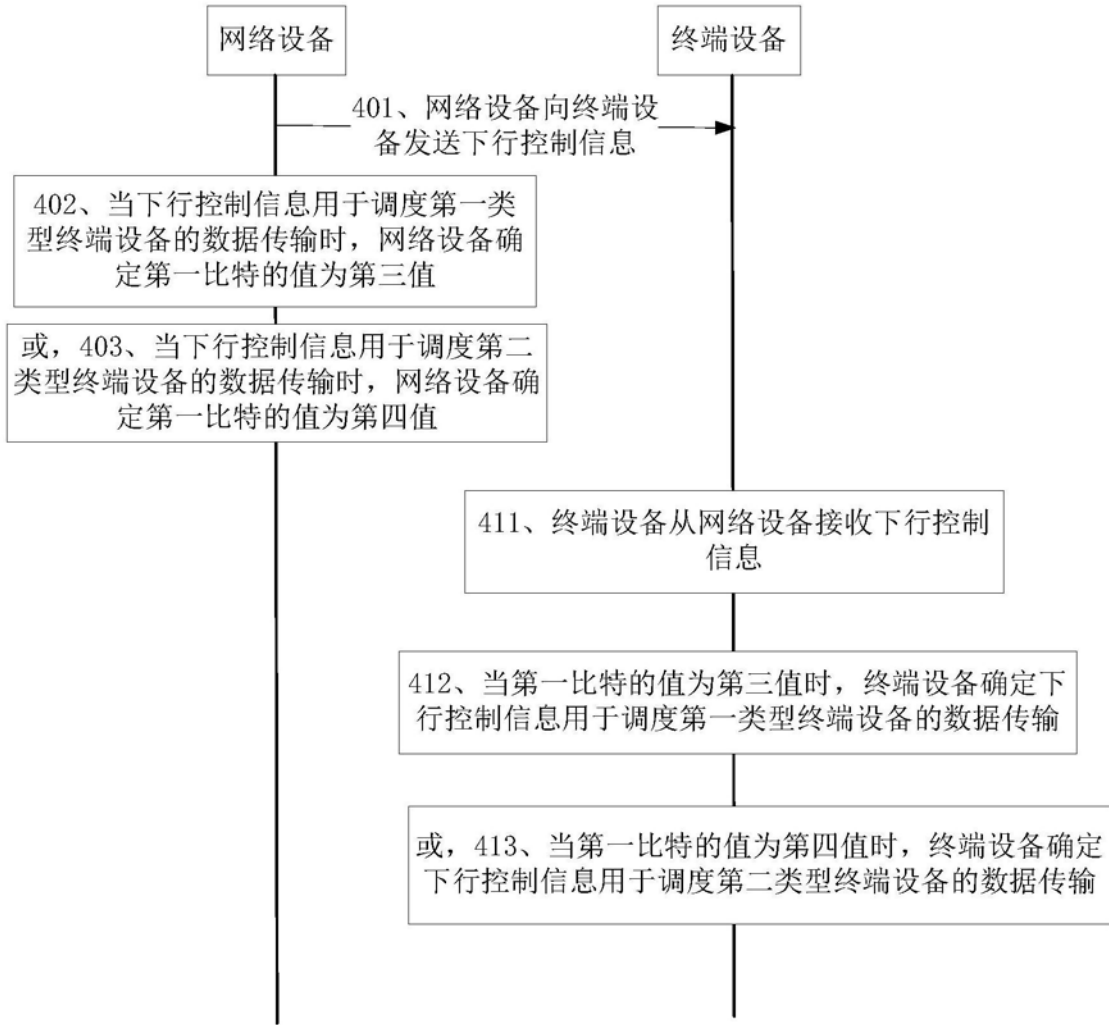 网络设备
终端设备
401、网络设备向终端设
备发送下行控制信息
402、当下行控制信息用于调度第一类
型终端设备的数据传输时，网络设备确
定第一比特的值为第三值
或，403、当下行控制信息用于调度第二
类型终端设备的数据传输时，网络设备确
定第一比特的值为第四值
411、终端设备从网络设备接收下行控制
信息
412、当第一比特的值为第三值时，终端设备确定下
行控制信息用于调度第一类型终端设备的数据传输
或，413、当第一比特的值为第四值时，终端设备确定
下行控制信息用于调度第二类型终端设备的数据传输